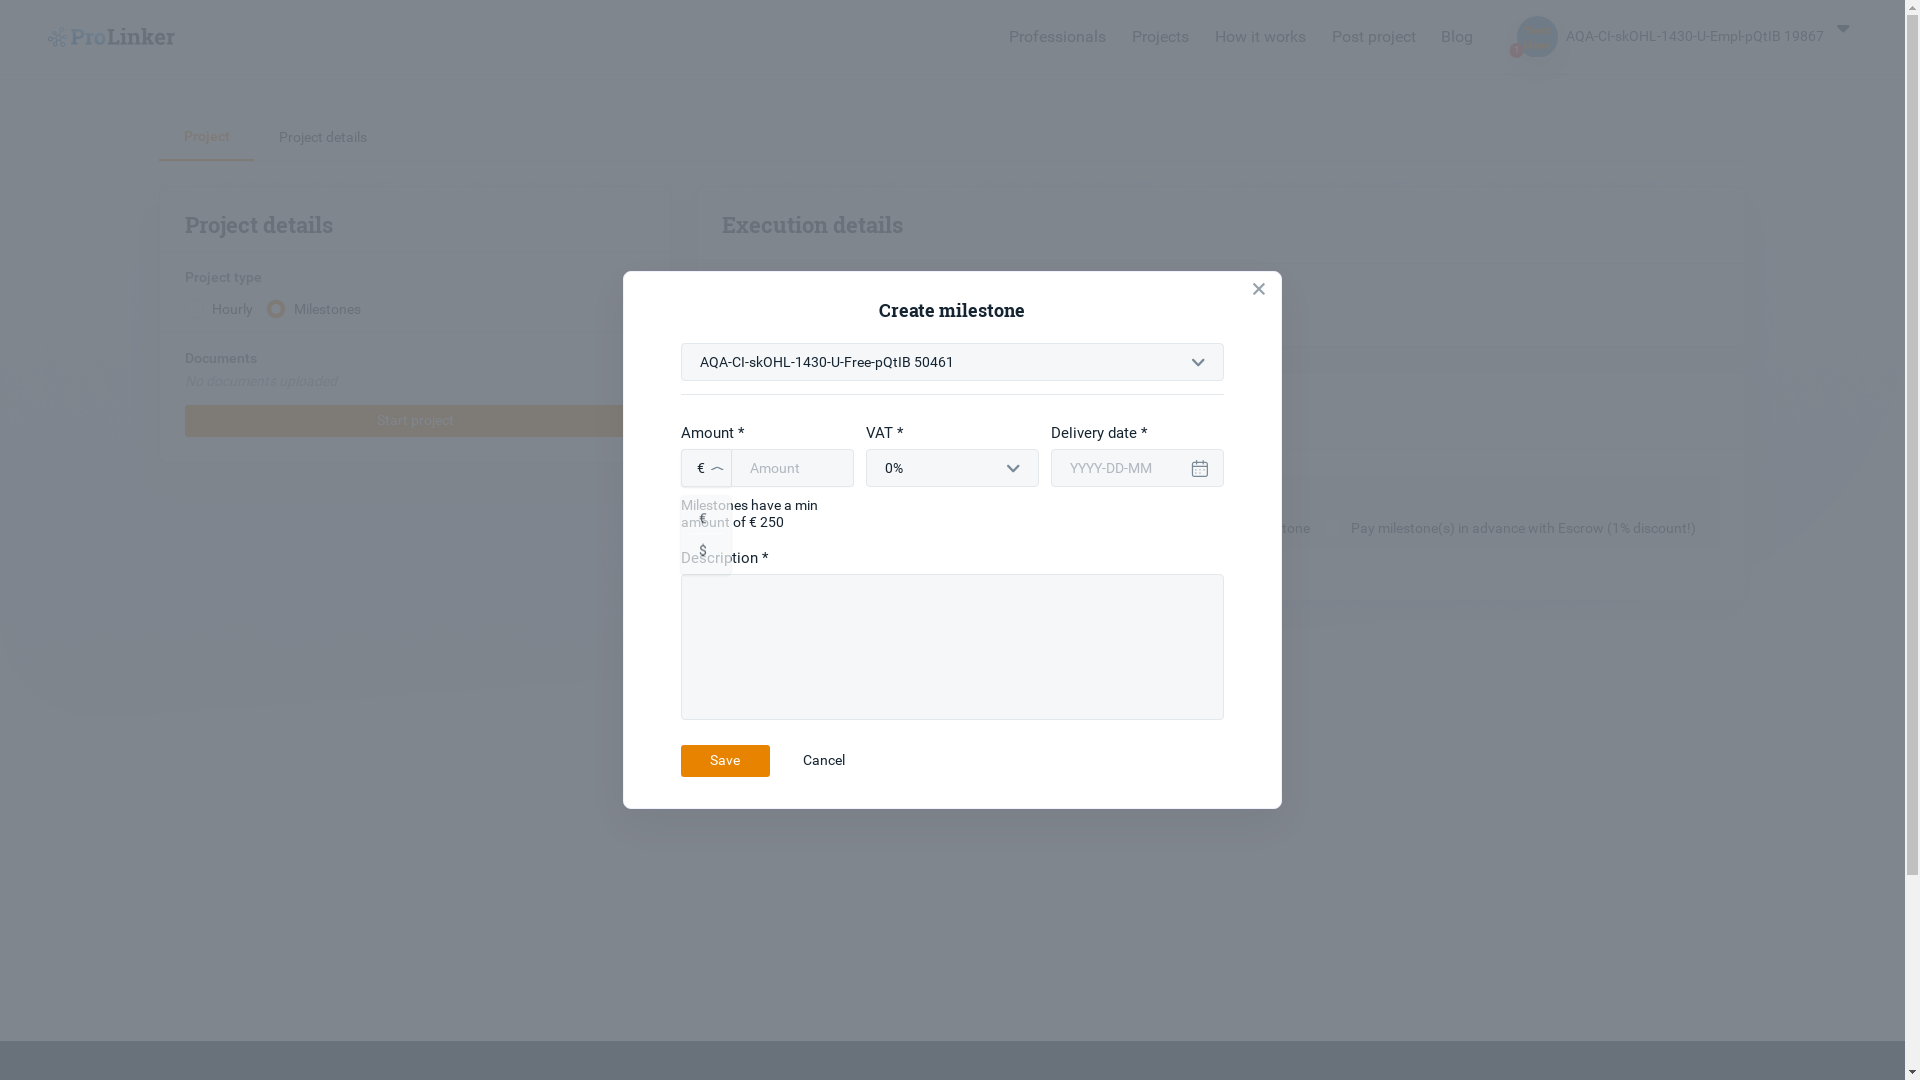 ProLinker
Professionals Projects How it works Post project Blog 1 AQA-CI-skOHL-1430-U-Empl-pQtIB 19867
Project Project details
Project details
Execution details
Project type
Hourly Milestones
Documents
No documents uploaded
Start project
Create milestone
AQA-CI-skOHL-1430-U-Free-pQtIB 50461
Amount * VAT * Delivery date *
€ Amount 0% YYYY-DD-MM
Milestones have a min
amount of € 250
€
$
Description *
tone Pay milestone(s) in advance with Escrow (1% discount!)
Save Cancel